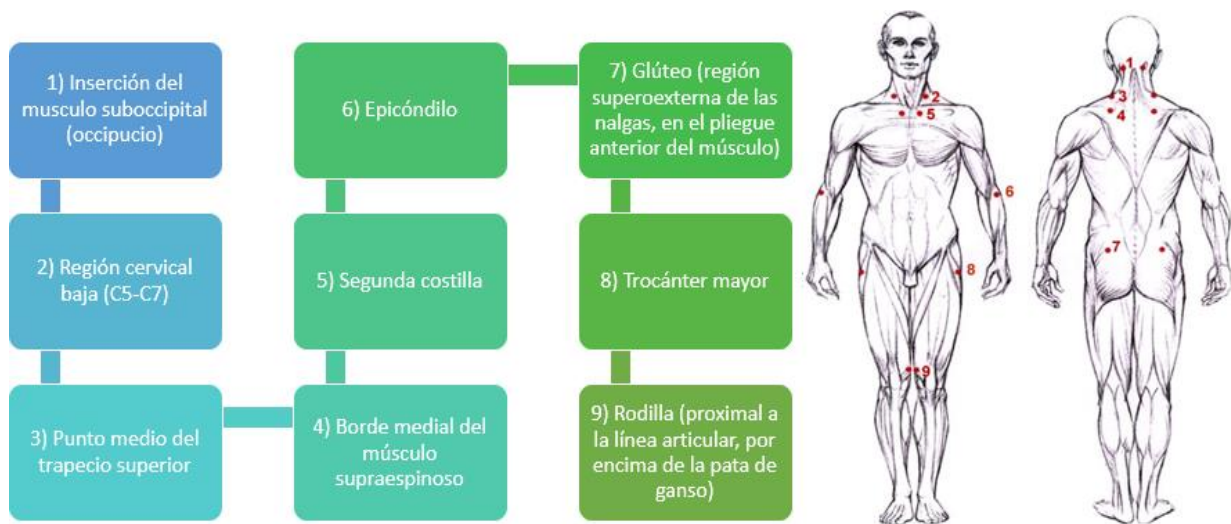 1) Inserción del
musculo suboccipital
(occipucio)
2) Región cervical
baja (C5-C7)
3) Punto medio del
trapecio superior
4) Borde medial del
músculo
supraespinoso
5) Segunda costilla
6) Epicóndilo
7) Glúteo (región
superoexterna de las
nalgas, en el pliegue
anterior del músculo)
8) Trocánter mayor
9) Rodilla (proximal a
la línea articular, por
encima de la pata de
ganso)
2
5
6
8
9
1
3
4
7